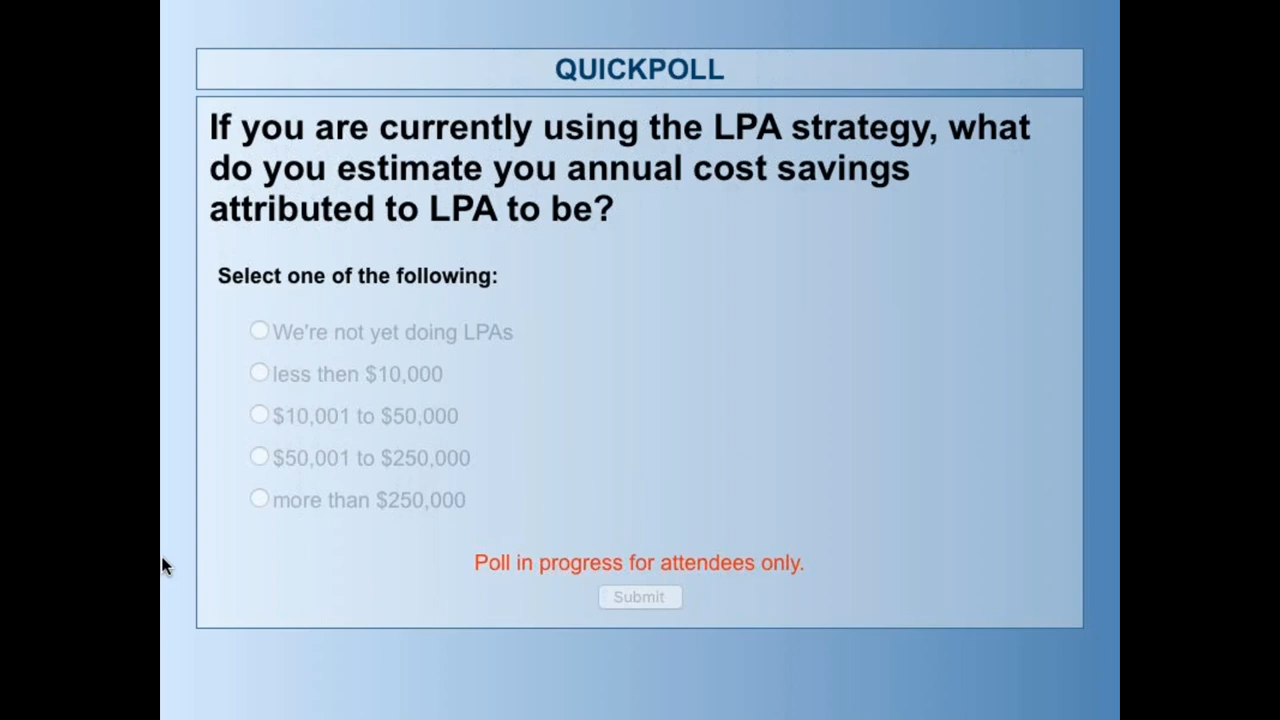 QUICKPOLL
If you are currently using the LPA strategy, what
do you estimate you annual cost savings
attributed to LPA to be?
Select one of the following:
We're not yet doing LPAs
less then $10,000
$10,001 to $50,000
$50,001 to $250,000
more than $250,000
Poll in progress for attendees only.
Submit